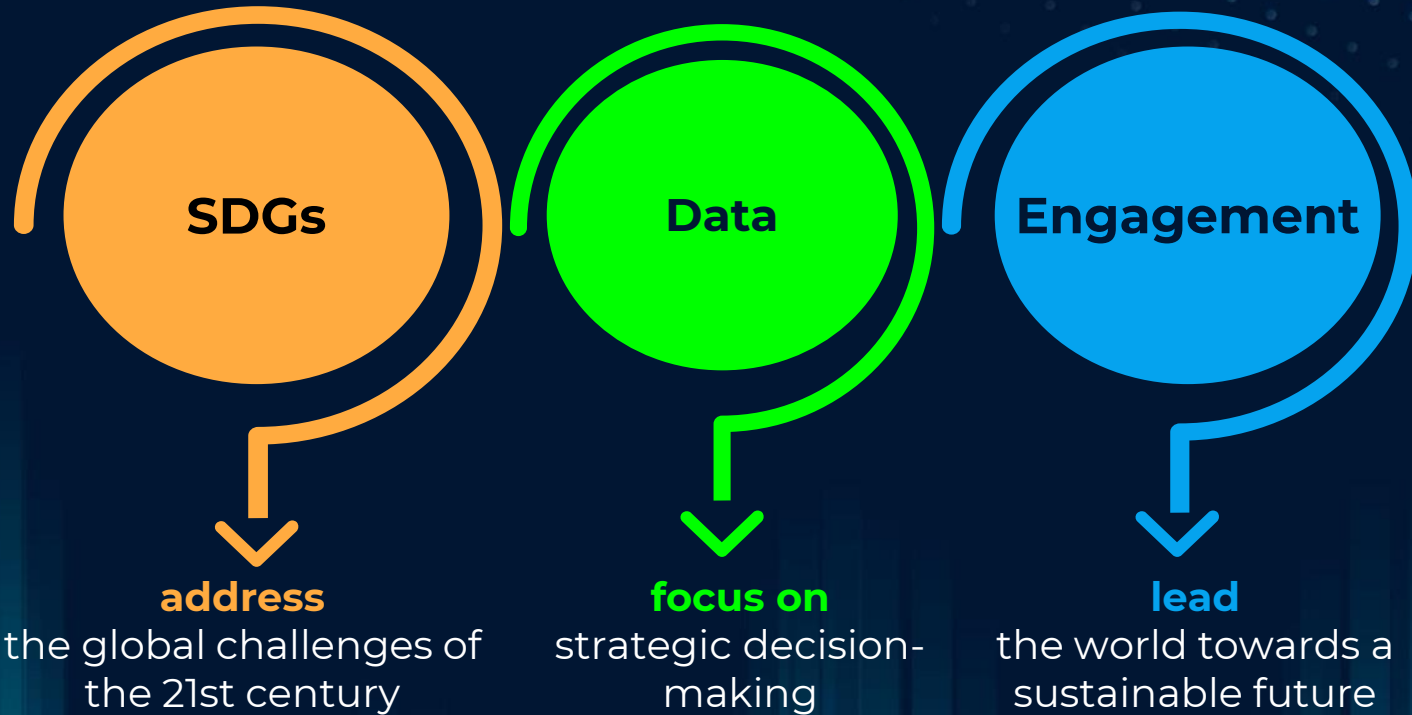 SDGs
Data
Engagement
address
the global challenges of
the 21st century
focus on
strategic decision-
making
lead
the world towards a
sustainable future